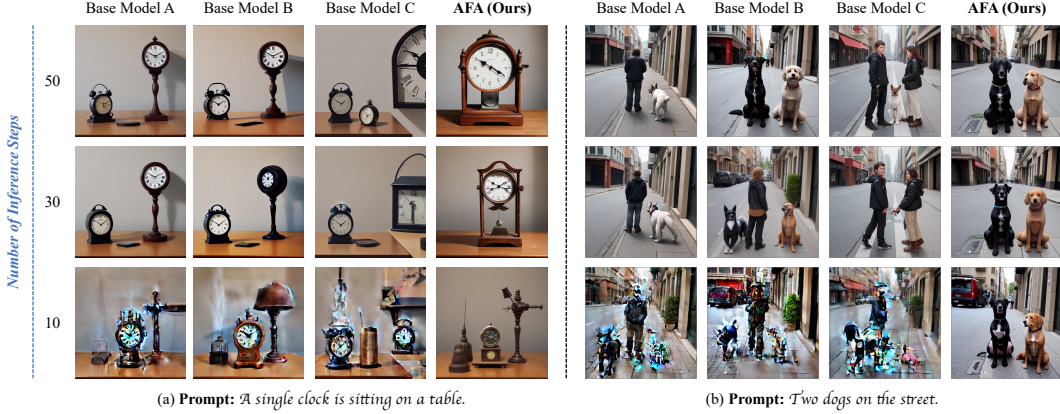 Base Model A Base Model B Base Model C AFA (Ours) Base Model A Base Model B Base Model C AFA (Ours)
Number of Inference Steps
50
30
10
(a) Prompt: A single clock is sitting on a table.
(b) Prompt: Two dogs on the street.